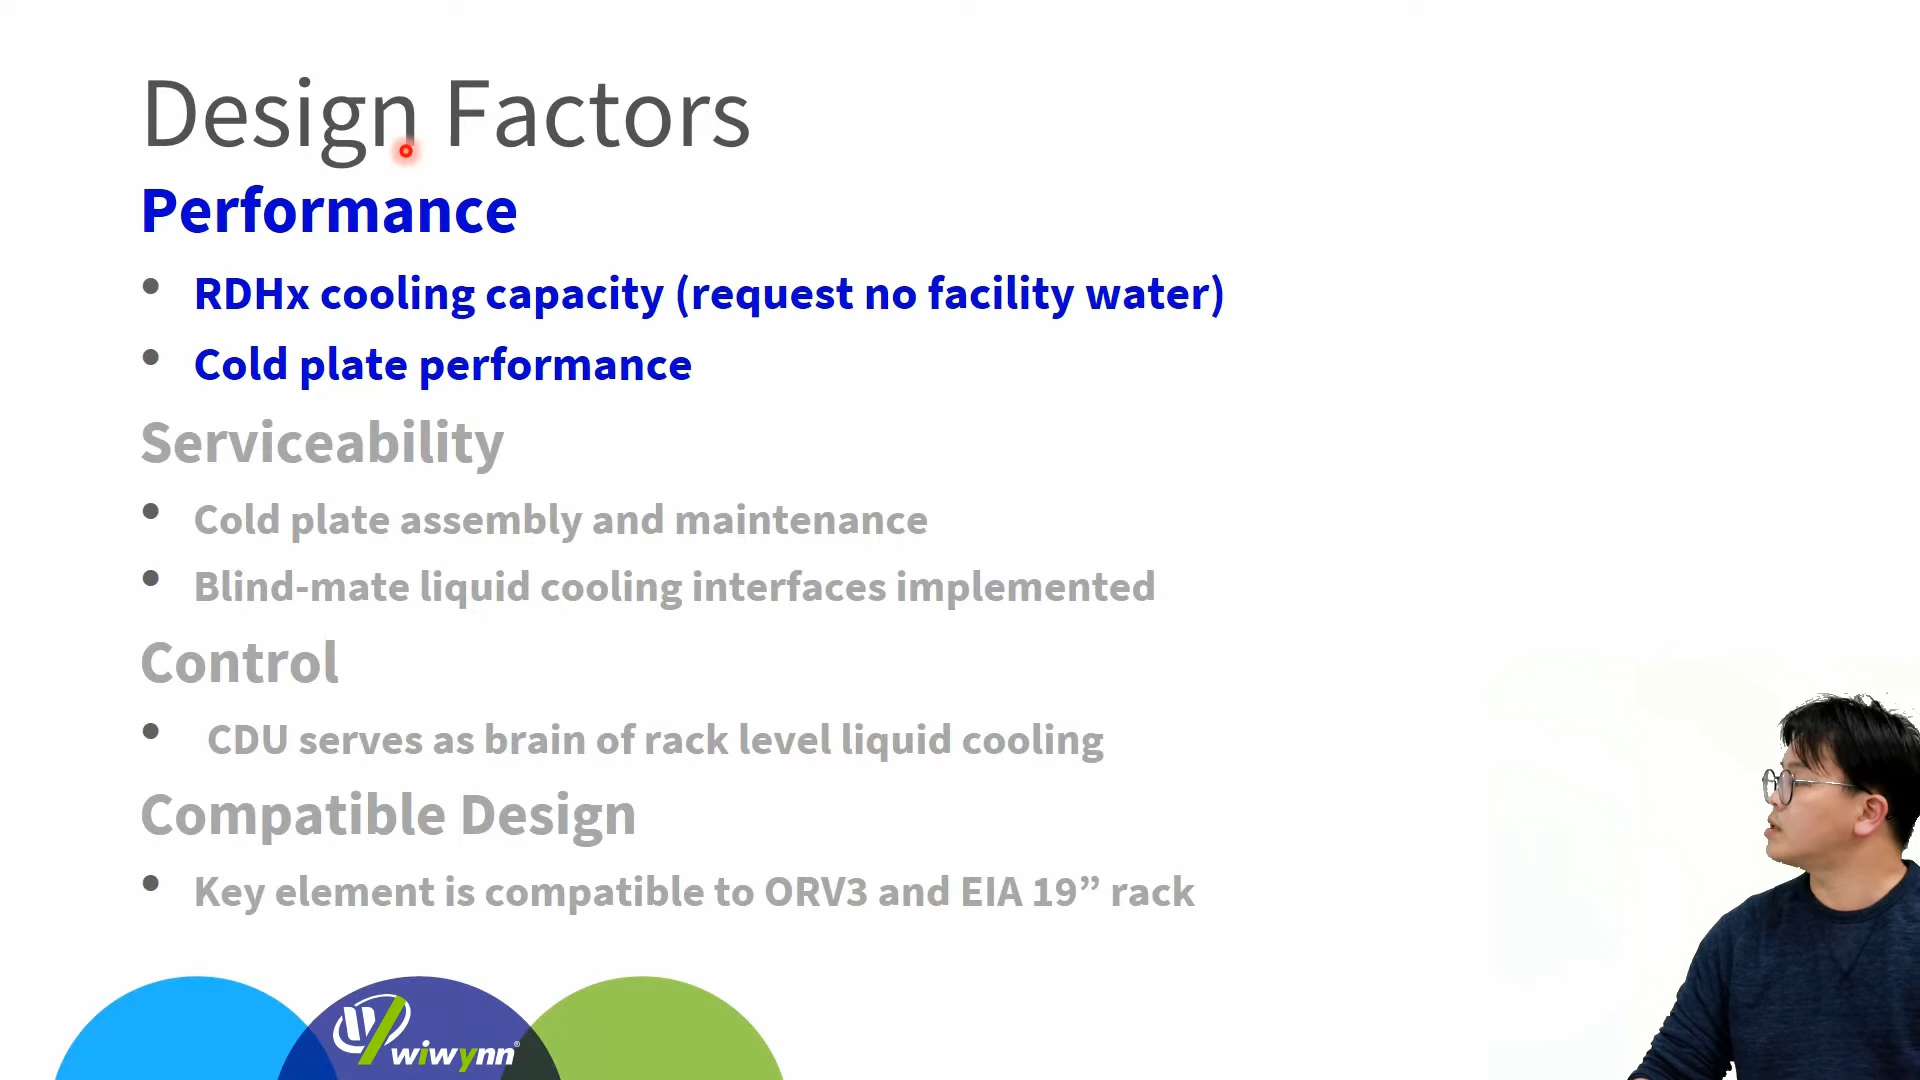 Design Factors
Performance
• RDHx cooling capacity (request no facility water)
• Cold plate performance
Serviceability
• Cold plate assembly and maintenance
• Blind-mate liquid cooling interfaces implemented
Control
• CDU serves as brain of rack level liquid cooling
Compatible Design
• Key element is compatible to ORV3 and EIA 19” rack
wiwynn®